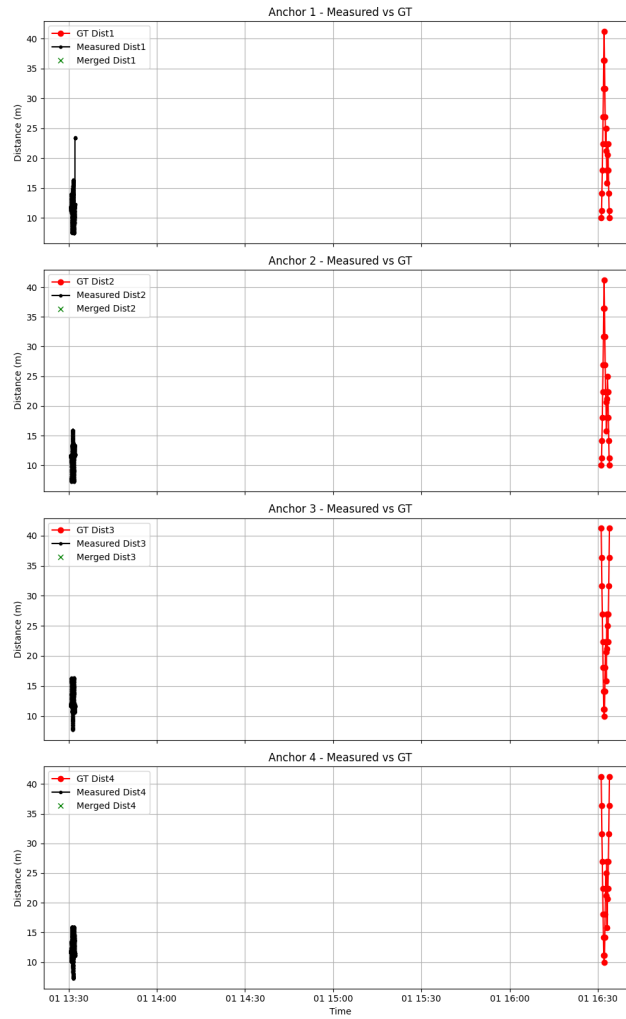 Anchor 1 - Measured vs GT
GT Dist1
Measured Dist1
Merged Dist1
40
35
30
25
20
15
10
Distance (m)
Anchor 2 - Measured vs GT
GT Dist2
Measured Dist2
Merged Dist2
40
35
30
25
20
15
10
Distance (m)
Anchor 3 - Measured vs GT
GT Dist3
Measured Dist3
Merged Dist3
40
35
30
25
20
15
10
Distance (m)
Anchor 4 - Measured vs GT
GT Dist4
Measured Dist4
Merged Dist4
40
35
30
25
20
15
10
Distance (m)
01 13:30 01 14:00 01 14:30 01 15:00 01 15:30 01 16:00 01 16:30
Time